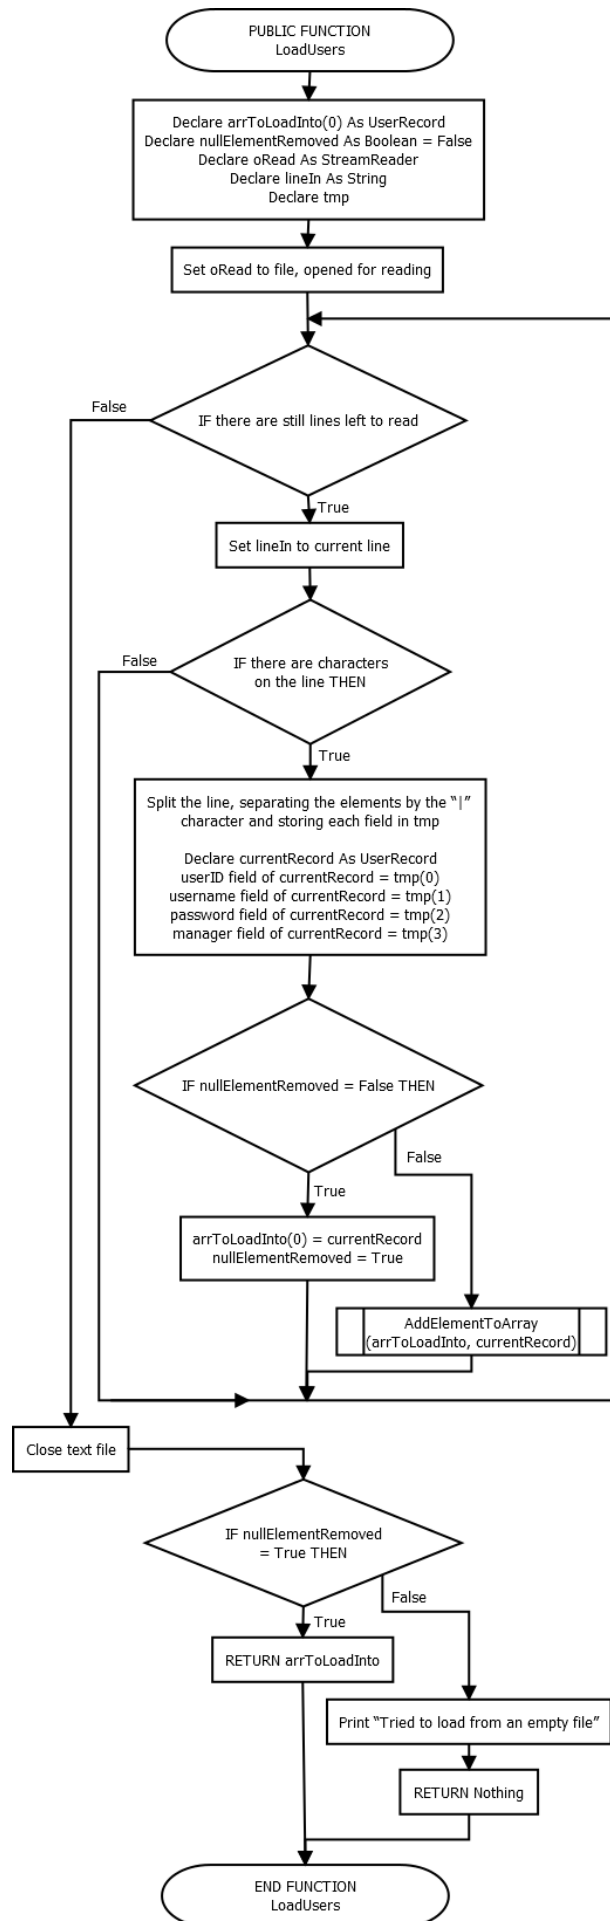 PUBLIC FUNCTION
LoadUsers
Declare arrToLoadInto(0) As UserRecord
Declare nullElementRemoved As Boolean = False
Declare oRead As StreamReader
Declare lineIn As String
Declare tmp
Set oRead to file, opened for reading
IF there are still lines left to read
False
True
Set lineIn to current line
IF there are characters
on the line THEN
False
True
Split the line, separating the elements by the “|”
character and storing each field in tmp
Declare currentRecord As UserRecord
userID field of currentRecord = tmp(0)
username field of currentRecord = tmp(1)
password field of currentRecord = tmp(2)
manager field of currentRecord = tmp(3)
IF nullElementRemoved = False THEN
False
True
arrToLoadInto(0) = currentRecord
nullElementRemoved = True
AddElementToArray
(arrToLoadInto, currentRecord)
Close text file
IF nullElementRemoved
= True THEN
False
True
RETURN arrToLoadInto
Print “Tried to load from an empty file”
RETURN Nothing
END FUNCTION
LoadUsers